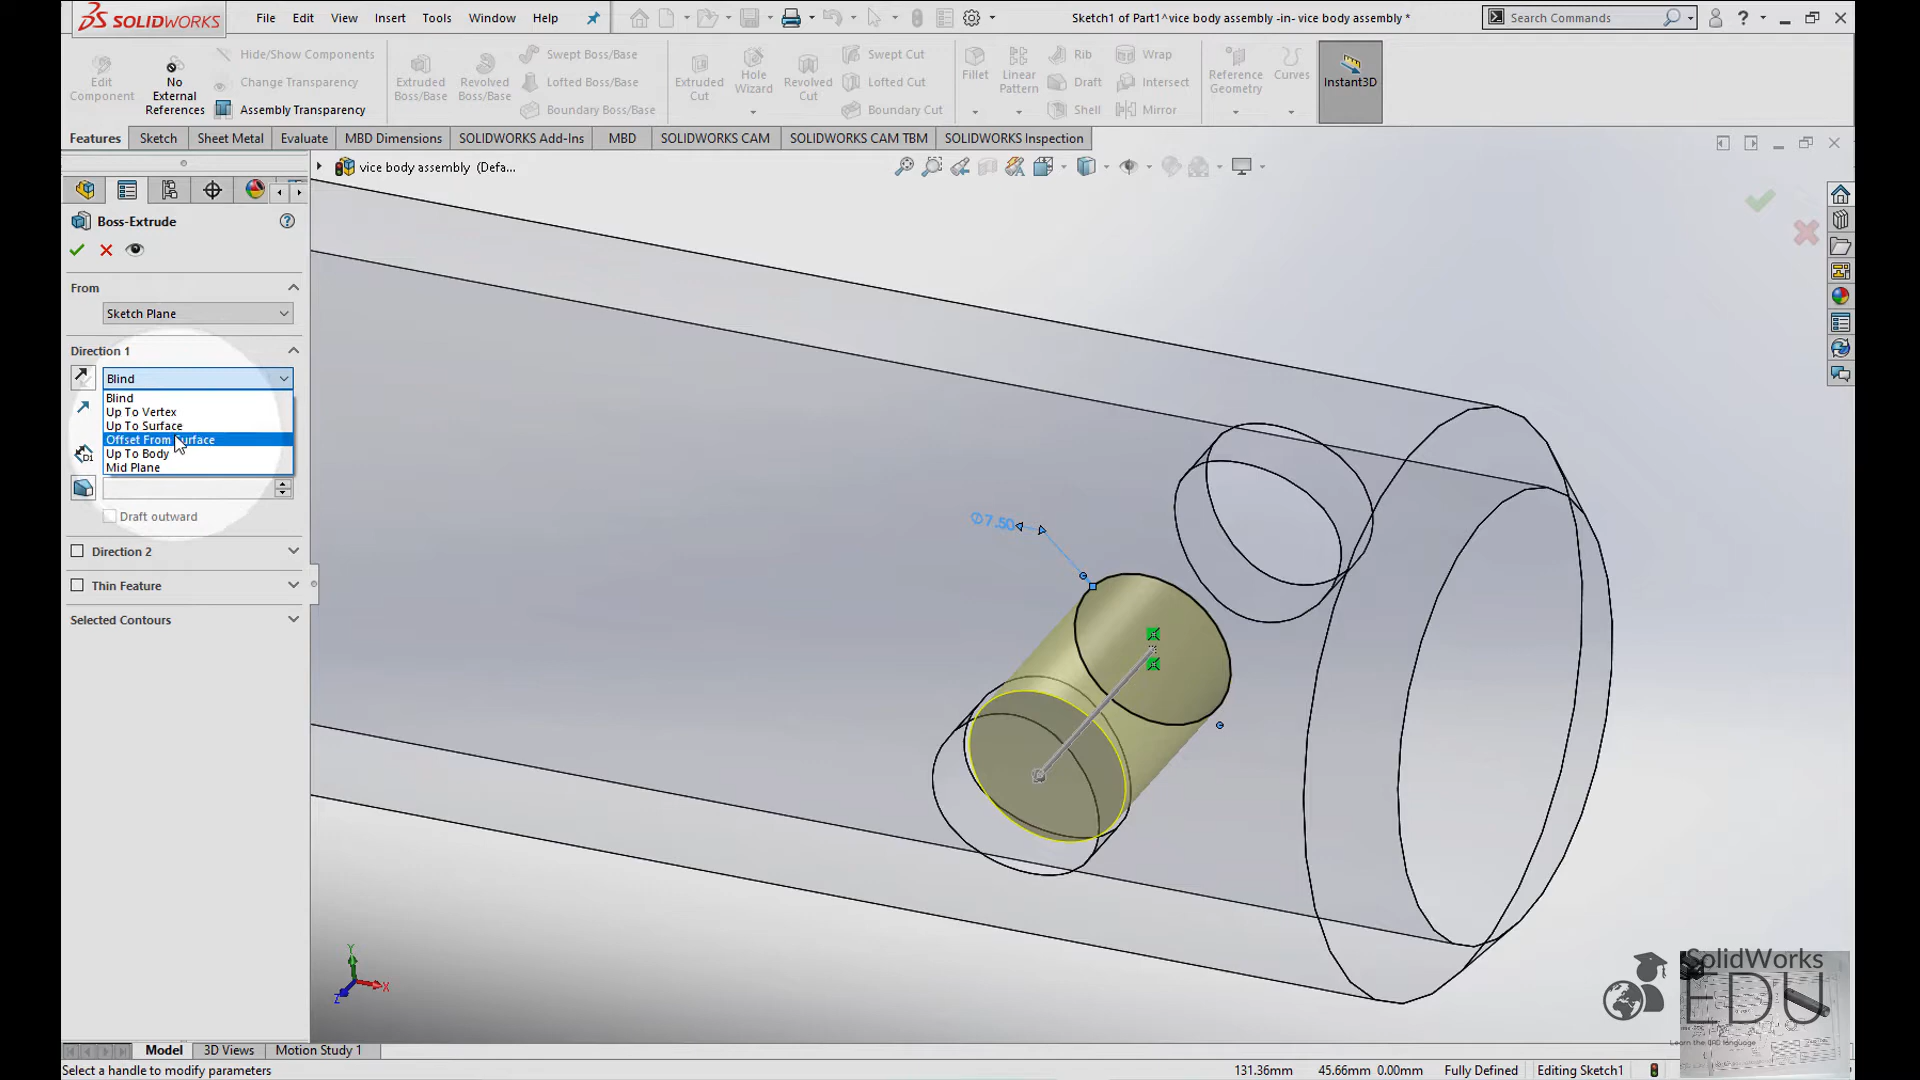 SOLIDWORKS
File Edit View Insert Tools Window Help
Sketch1 of Part1^vice body assembly -in- vice body assembly *
Search Commands
Edit Component
No External References
Hide/Show Components
Change Transparency
Assembly Transparency
Extruded Boss/Base
Revolved Boss/Base
Swept Boss/Base
Lofted Boss/Base
Boundary Boss/Base
Extruded Cut
Hole Wizard
Revolved Cut
Swept Cut
Lofted Cut
Boundary Cut
Fillet
Linear Pattern
Rib
Draft
Shell
Wrap
Intersect
Mirror
Reference Geometry
Curves
Instant3D
Features Sketch Sheet Metal Evaluate MBD Dimensions SOLIDWORKS Add-Ins MBD SOLIDWORKS CAM SOLIDWORKS CAM TBM SOLIDWORKS Inspection
vice body assembly (Defa...
Boss-Extrude
From
Sketch Plane
Direction 1
Blind
Blind
Up To Vertex
Up To Surface
Offset From Surface
Up To Body
Mid Plane
Draft outward
Direction 2
Thin Feature
Selected Contours
∅7.50
Y
X
Z
SolidWorks
EDU
Learn the CAD language
Model 3D Views Motion Study 1
Select a handle to modify parameters
131.36mm 45.66mm 0.00mm Fully Defined Editing Sketch1